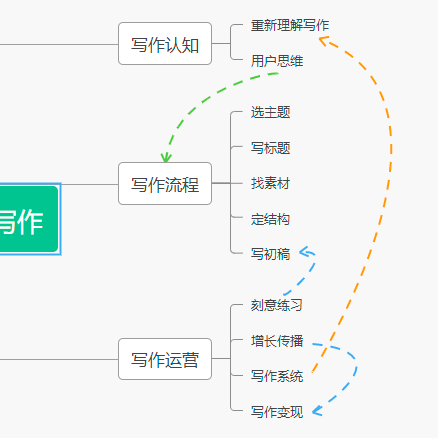 写作
写作认知
重新理解写作
用户思维
写作流程
选主题
写标题
找素材
定结构
写初稿
写作运营
刻意练习
增长传播
写作系统
写作变现